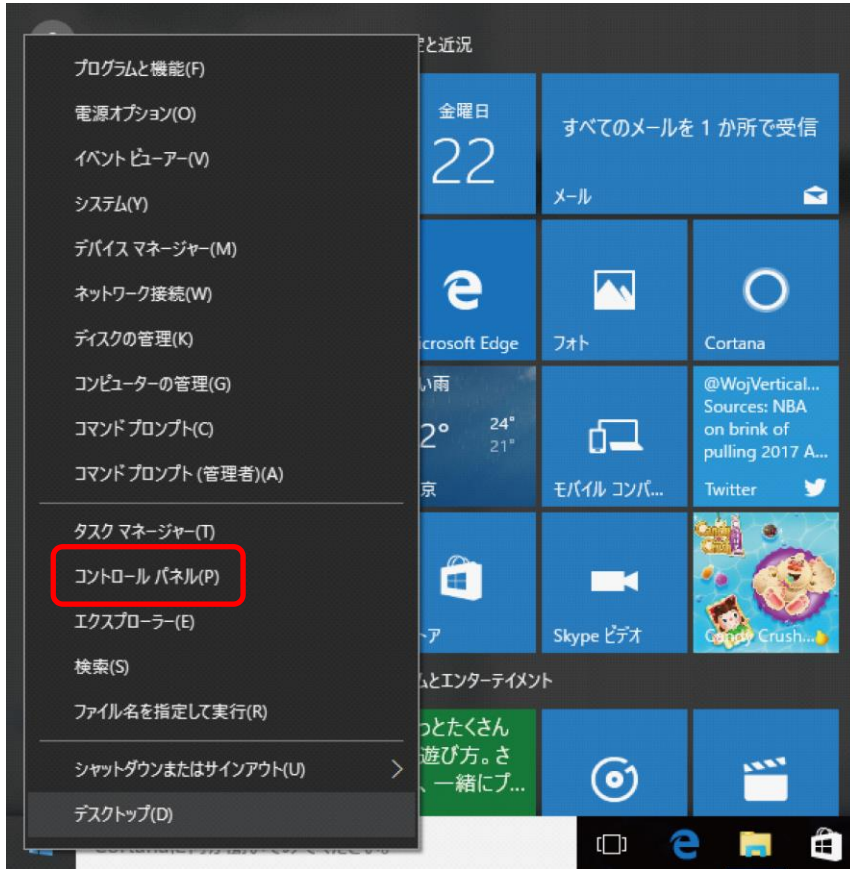 プログラムと機能(F)
電源オプション(O)
イベント ビューアー(V)
システム(Y)
デバイス マネージャー(M)
ネットワーク接続(W)
ディスクの管理(K)
コンピューターの管理(G)
コマンド プロンプト(C)
コマンド プロンプト (管理者)(A)
タスク マネージャー(T)
コントロール パネル(P)
エクスプローラー(E)
検索(S)
ファイル名を指定して実行(R)
シャットダウンまたはサインアウト(U)
デスクトップ(D)
と近況
金曜日
22
すべてのメールを 1 か所で受信
メール
icrosoft Edge
フォト
Cortana
い雨
2°
24°
21°
京
モバイル コンパ...
@WojVertical...
Sources: NBA
on brink of
pulling 2017 A...
Twitter
トア
Skype ビデオ
Candy Crush...
とエンターテイメント
っとたくさん
遊び方。さ
、一緒にプ...